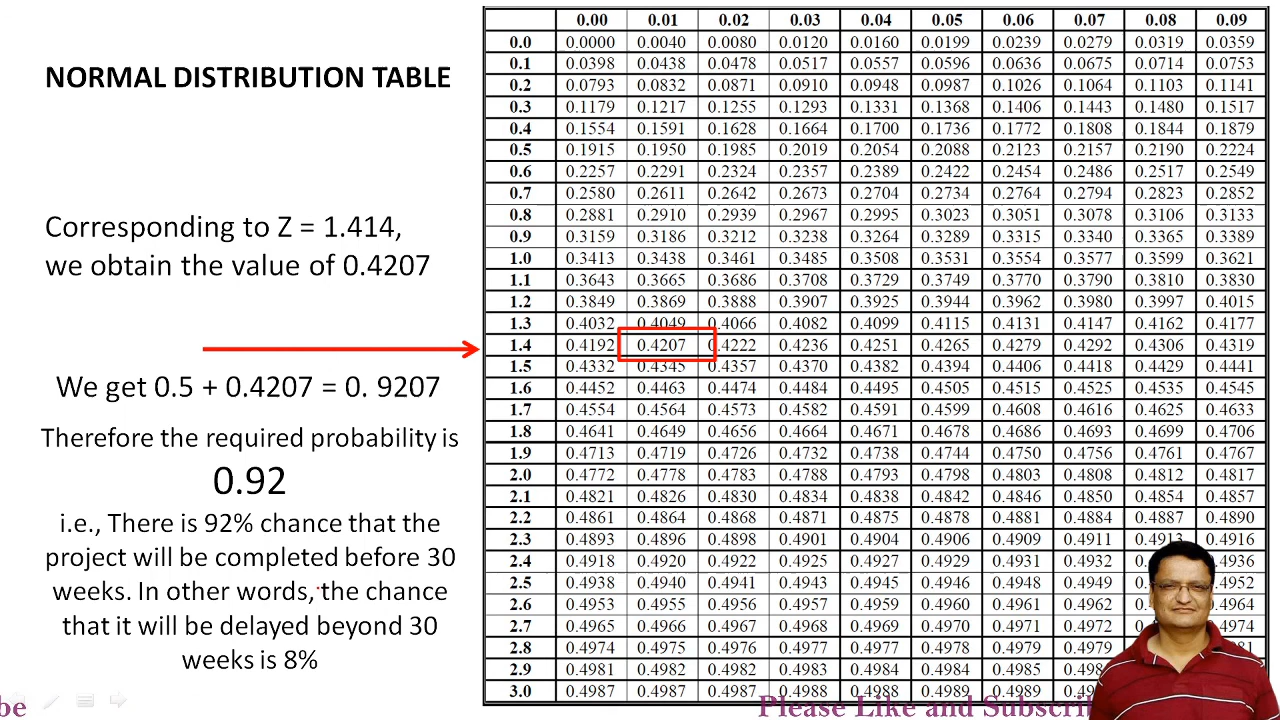 NORMAL DISTRIBUTION TABLE
Corresponding to Z = 1.414,
we obtain the value of 0.4207
We get 0.5 + 0.4207 = 0. 9207
Therefore the required probability is
0.92
i.e., There is 92% chance that the
project will be completed before 30
weeks. In other words, the chance
that it will be delayed beyond 30
weeks is 8%
0.00 0.01 0.02 0.03 0.04 0.05 0.06 0.07 0.08 0.09
0.0 0.0000 0.0040 0.0080 0.0120 0.0160 0.0199 0.0239 0.0279 0.0319 0.0359
0.1 0.0398 0.0438 0.0478 0.0517 0.0557 0.0596 0.0636 0.0675 0.0714 0.0753
0.2 0.0793 0.0832 0.0871 0.0910 0.0948 0.0987 0.1026 0.1064 0.1103 0.1141
0.3 0.1179 0.1217 0.1255 0.1293 0.1331 0.1368 0.1406 0.1443 0.1480 0.1517
0.4 0.1554 0.1591 0.1628 0.1664 0.1700 0.1736 0.1772 0.1808 0.1844 0.1879
0.5 0.1915 0.1950 0.1985 0.2019 0.2054 0.2088 0.2123 0.2157 0.2190 0.2224
0.6 0.2257 0.2291 0.2324 0.2357 0.2389 0.2422 0.2454 0.2486 0.2517 0.2549
0.7 0.2580 0.2611 0.2642 0.2673 0.2704 0.2734 0.2764 0.2794 0.2823 0.2852
0.8 0.2881 0.2910 0.2939 0.2967 0.2995 0.3023 0.3051 0.3078 0.3106 0.3133
0.9 0.3159 0.3186 0.3212 0.3238 0.3264 0.3289 0.3315 0.3340 0.3365 0.3389
1.0 0.3413 0.3438 0.3461 0.3485 0.3508 0.3531 0.3554 0.3577 0.3599 0.3621
1.1 0.3643 0.3665 0.3686 0.3708 0.3729 0.3749 0.3770 0.3790 0.3810 0.3830
1.2 0.3849 0.3869 0.3888 0.3907 0.3925 0.3944 0.3962 0.3980 0.3997 0.4015
1.3 0.4032 0.4049 0.4066 0.4082 0.4099 0.4115 0.4131 0.4147 0.4162 0.4177
1.4 0.4192 0.4207 0.4222 0.4236 0.4251 0.4265 0.4279 0.4292 0.4306 0.4319
1.5 0.4332 0.4345 0.4357 0.4370 0.4382 0.4394 0.4406 0.4418 0.4429 0.4441
1.6 0.4452 0.4463 0.4474 0.4484 0.4495 0.4505 0.4515 0.4525 0.4535 0.4545
1.7 0.4554 0.4564 0.4573 0.4582 0.4591 0.4599 0.4608 0.4616 0.4625 0.4633
1.8 0.4641 0.4649 0.4656 0.4664 0.4671 0.4678 0.4686 0.4693 0.4699 0.4706
1.9 0.4713 0.4719 0.4726 0.4732 0.4738 0.4744 0.4750 0.4756 0.4761 0.4767
2.0 0.4772 0.4778 0.4783 0.4788 0.4793 0.4798 0.4803 0.4808 0.4812 0.4817
2.1 0.4821 0.4826 0.4830 0.4834 0.4838 0.4842 0.4846 0.4850 0.4854 0.4857
2.2 0.4861 0.4864 0.4868 0.4871 0.4875 0.4878 0.4881 0.4884 0.4887 0.4890
2.3 0.4893 0.4896 0.4898 0.4901 0.4904 0.4906 0.4909 0.4911 0.4913 0.4916
2.4 0.4918 0.4920 0.4922 0.4925 0.4927 0.4929 0.4931 0.4932 0.4936
2.5 0.4938 0.4940 0.4941 0.4943 0.4945 0.4946 0.4948 0.4949 0.4952
2.6 0.4953 0.4955 0.4956 0.4957 0.4959 0.4960 0.4961 0.4962 0.4964
2.7 0.4965 0.4966 0.4967 0.4968 0.4969 0.4970 0.4971 0.4972 0.4974
2.8 0.4974 0.4975 0.4976 0.4977 0.4977 0.4978 0.4979 0.4979
2.9 0.4981 0.4982 0.4982 0.4983 0.4984 0.4984 0.4985
3.0 0.4987 0.4987 0.4987 0.4988 0.4988 0.4989 0.4989
be
Please Like and Subscri